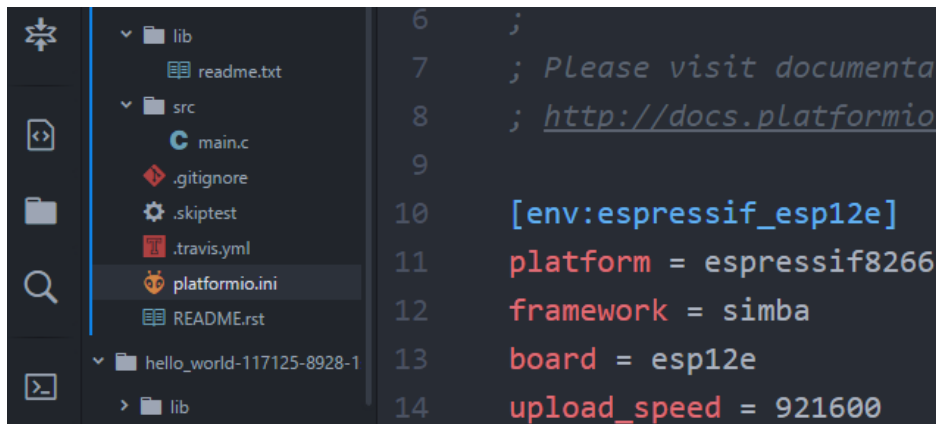 lib
readme.txt
src
main.c
.gitignore
.skiptest
.travis.yml
platformio.ini
README.rst
hello_world-117125-8928-1
lib
6 ;
7 ; Please visit documenta
8 ; http://docs.platformio
9
10 [env:espressif_esp12e]
11 platform = espressif8266
12 framework = simba
13 board = esp12e
14 upload_speed = 921600